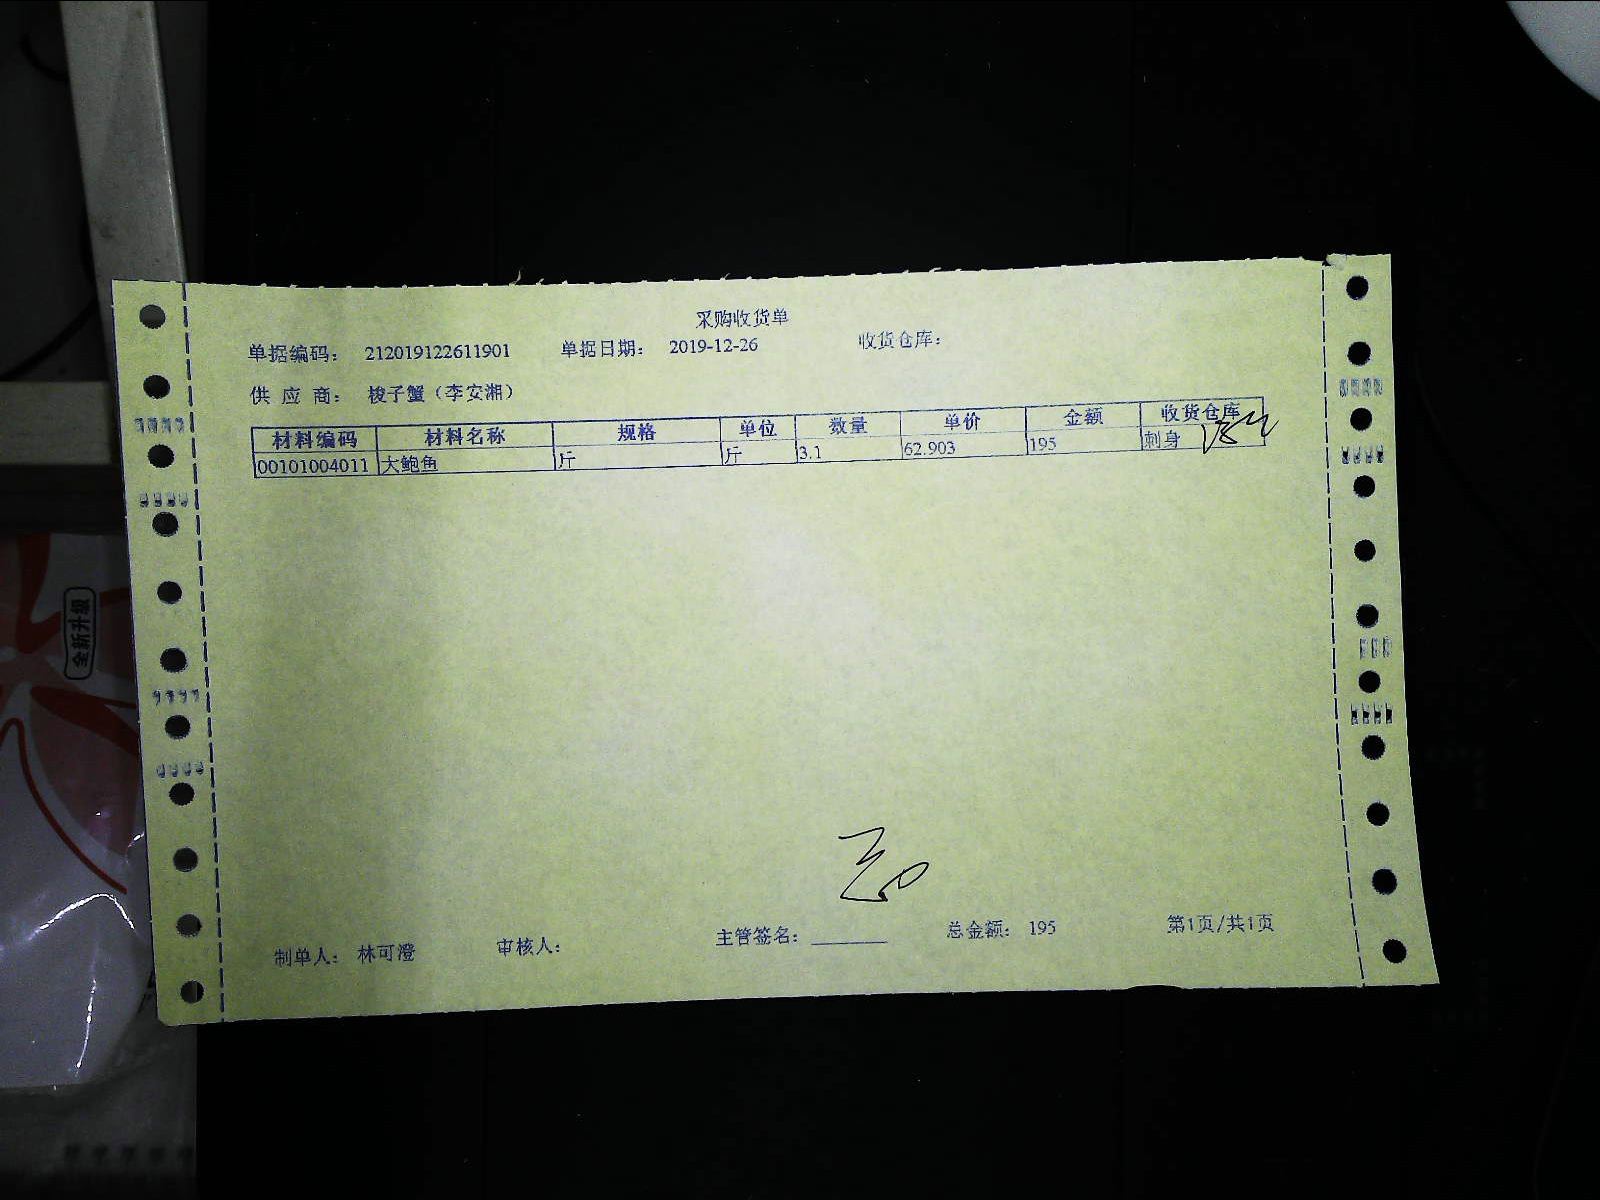 采购收货单
单据编码： 212019122611901 单据日期： 2019-12-26 收货仓库：
供 应 商： 梭子蟹（李安湘）
材料编码 材料名称 规格 单位 数量 单价 金额 收货仓库
00101004011 大鲍鱼 斤 斤 3.1 62.903 195 刺身
制单人： 林可澄 审核人： 主管签名： 总金额： 195 第1页/共1页
全新升级